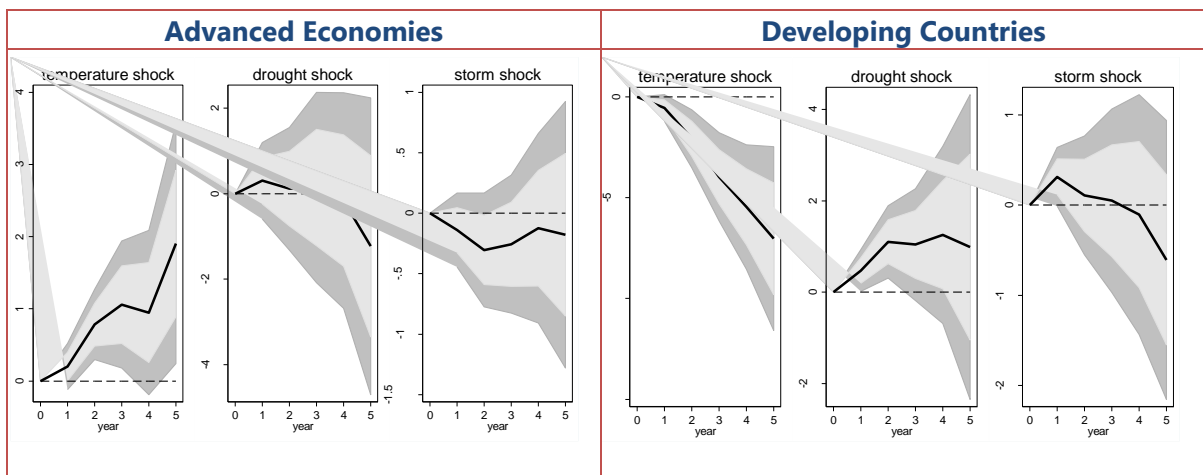 Advanced Economies
Developing Countries
temperature shock
drought shock
storm shock
4
3
2
1
0
0 1 2 3 4 5
year
2
0
-2
-4
0 1 2 3 4 5
year
1
.5
0
-.5
-1
-1.5
0 1 2 3 4 5
year
temperature shock
drought shock
storm shock
0
-5
0 1 2 3 4 5
year
4
2
0
-2
0 1 2 3 4 5
year
1
0
-1
-2
0 1 2 3 4 5
year